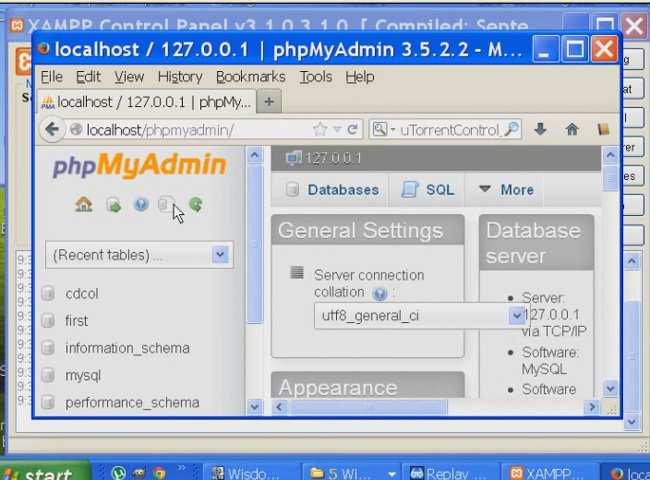 XAMPP Control Panel v3.1.0 3.1.0 [ Compiled: Septe
localhost / 127.0.0.1 | phpMyAdmin 3.5.2.2 - M...
File Edit View History Bookmarks Tools Help
localhost / 127.0.0.1 | phpMy...
localhost/phpmyadmin/
uTorrentControl_
phpMyAdmin
(Recent tables) ...
cdcol
first
information_schema
mysql
performance_schema
127.0.0.1
Databases SQL More
General Settings
Server connection
collation :
utf8_general_ci
Appearance
Database
server
Server:
127.0.0.1
via TCP/IP
Software:
MySQL
Software
start Wisdo... 5 Wi... Replay ... XAMPP... loca